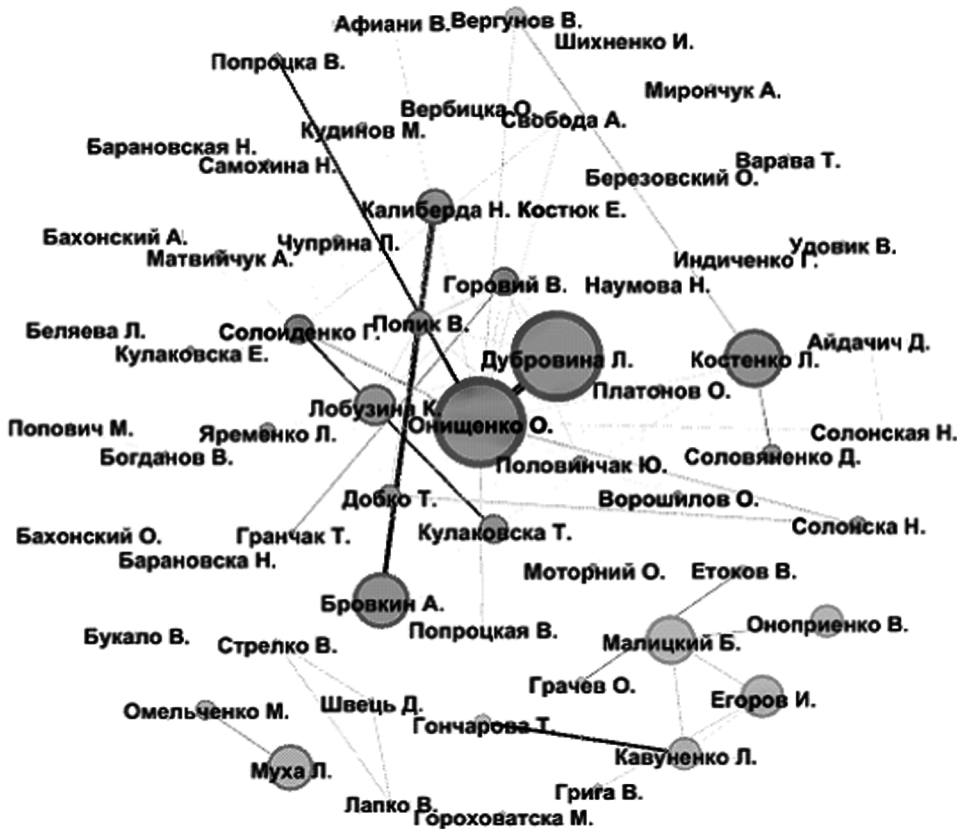 Афиани В.
Вергунов В.
Шихненко И.
Попроцка В.
Мирончук А.
Вербицка О.
Свобода А.
Кудинов М.
Барановская Н.
Самохина Н.
Варава Т.
Березовский О.
Калиберда Н.
Костюк Е.
Бахонский А.
Чуприна Л.
Матвийчук А.
Удовик В.
Индиченко Г.
Горовий В.
Наумова Н.
Беляева Л.
Солоиденко Г.
Попик В.
Айдачич Д.
Кулаковска Е.
Дубровина Л.
Костенко Л.
Платонов О.
Лобузина К.
Онищенко О.
Попович М.
Яременко Л.
Солонская Н.
Богданов В.
Половинчак Ю.
Соловяненко Д.
Добко Т.
Ворошилов О.
Солонска Н.
Бахонский О.
Гранчак Т.
Кулаковска Т.
Барановска Н.
Моторний О.
Етоков В.
Бровкин А.
Попроцкая В.
Оноприенко В.
Букало В.
Стрелко В.
Малицкий Б.
Грачев О.
Егоров И.
Омельченко М.
Швець Д.
Гончарова Т.
Муха Л.
Кавуненко Л.
Лапко В.
Грига В.
Гороховатска М.